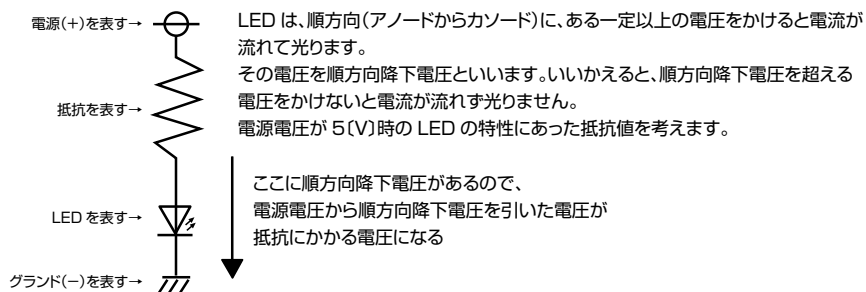 電源(+)を表す→
LED は、順方向(アノードからカソード)に、ある一定以上の電圧をかけると電流が
流れて光ります。
その電圧を順方向降下電圧といいます。いいかえると、順方向降下電圧を超える
電圧をかけないと電流が流れず光りません。
電源電圧が 5〔V〕時の LED の特性にあった抵抗値を考えます。
抵抗を表す→
ここに順方向降下電圧があるので、
電源電圧から順方向降下電圧を引いた電圧が
抵抗にかかる電圧になる
LED を表す→
グランド(−)を表す→